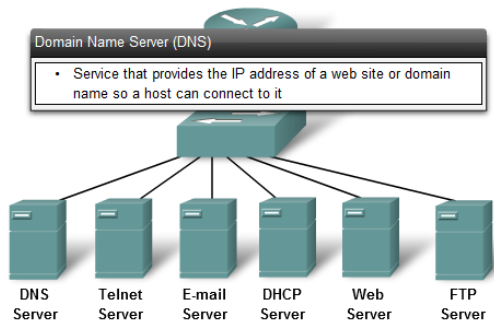 Domain Name Server (DNS)
• Service that provides the IP address of a web site or domain
name so a host can connect to it
DNS Server
Telnet Server
E-mail Server
DHCP Server
Web Server
FTP Server